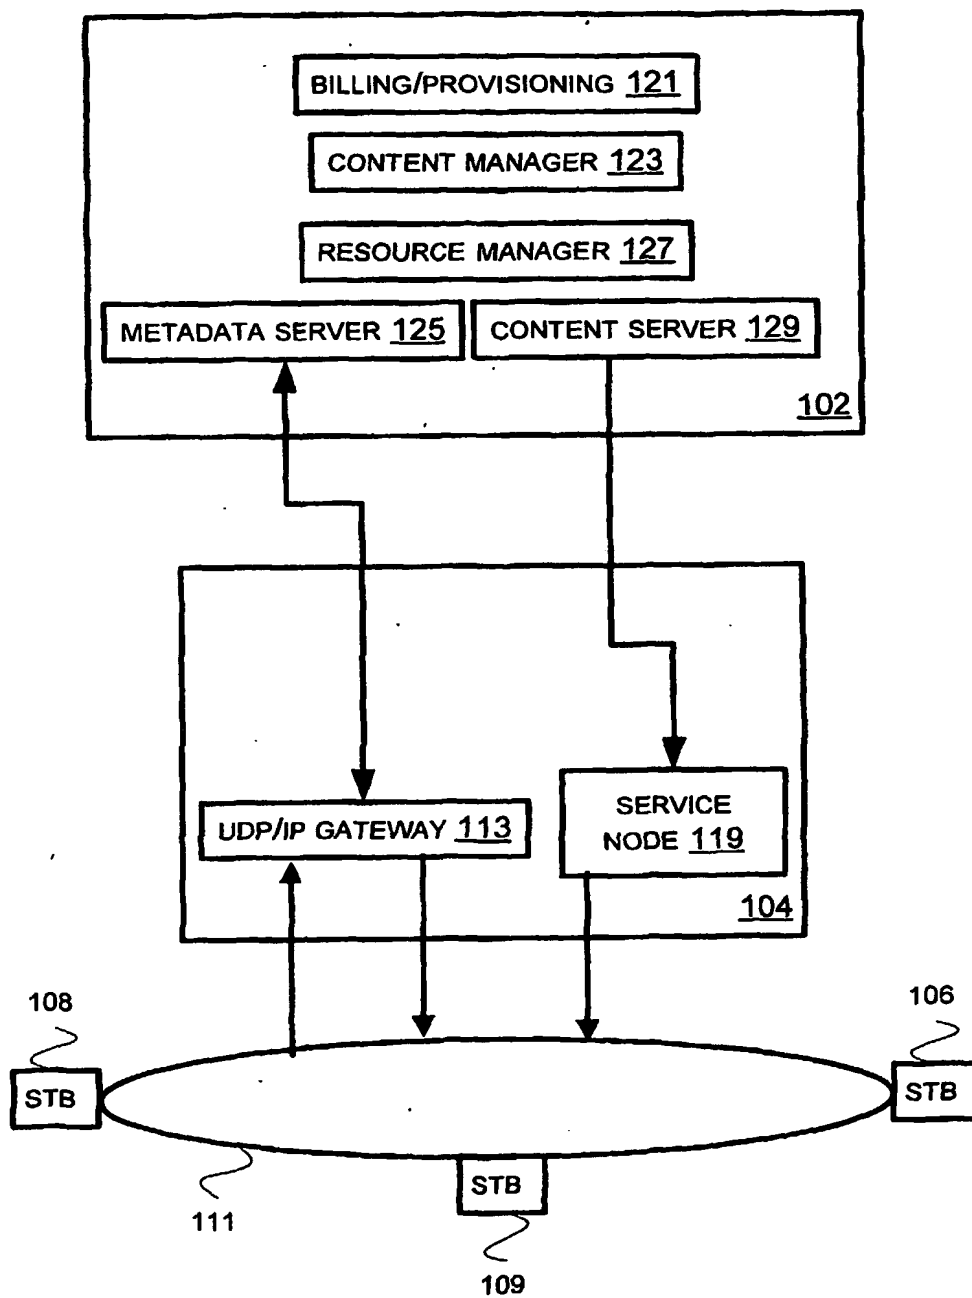 BILLING/PROVISIONING 121
CONTENT MANAGER 123
RESOURCE MANAGER 127
METADATA SERVER 125
CONTENT SERVER 129
102
UDP/IP GATEWAY 113
SERVICE
NODE 119
104
108
106
STB
STB
STB
111
109